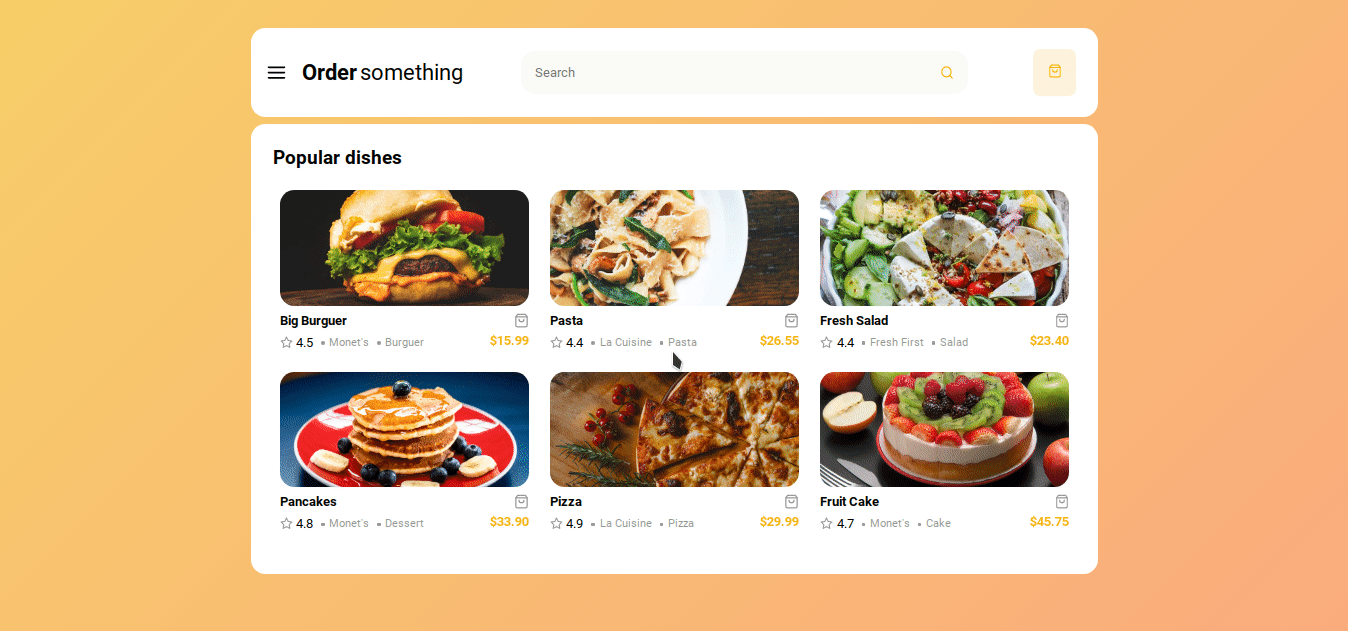 Order something
Search
Popular dishes
Big Burguer
4.5 • Monet's • Burguer $15.99
Pasta
4.4 • La Cuisine • Pasta $26.55
Fresh Salad
4.4 • Fresh First • Salad $23.40
Pancakes
4.8 • Monet's • Dessert $33.90
Pizza
4.9 • La Cuisine • Pizza $29.99
Fruit Cake
4.7 • Monet's • Cake $45.75